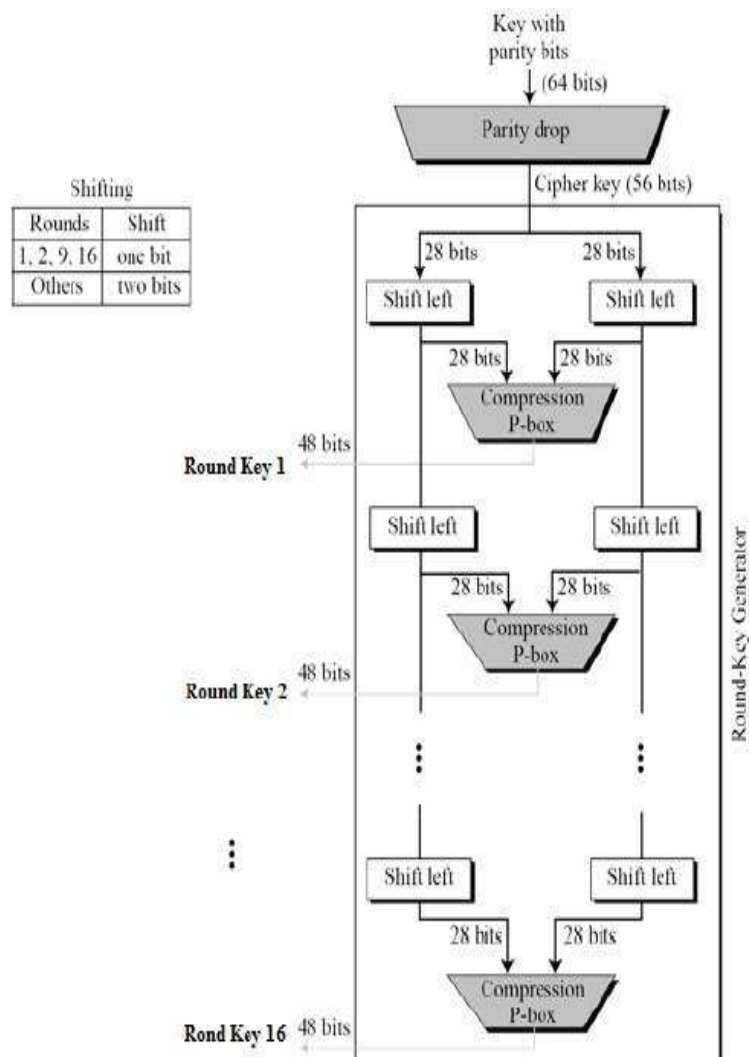 Key with
parity bits
(64 bits)
Parity drop
Cipher key (56 bits)
Shifting
Rounds Shift
1, 2, 9, 16 one bit
Others two bits
28 bits 28 bits
Shift left Shift left
28 bits 28 bits
Compression
P-box
48 bits
Round Key 1
Shift left Shift left
28 bits 28 bits
Compression
P-box
48 bits
Round Key 2
Round-Key Generator
Shift left Shift left
28 bits 28 bits
Compression
P-box
Rond Key 16 48 bits